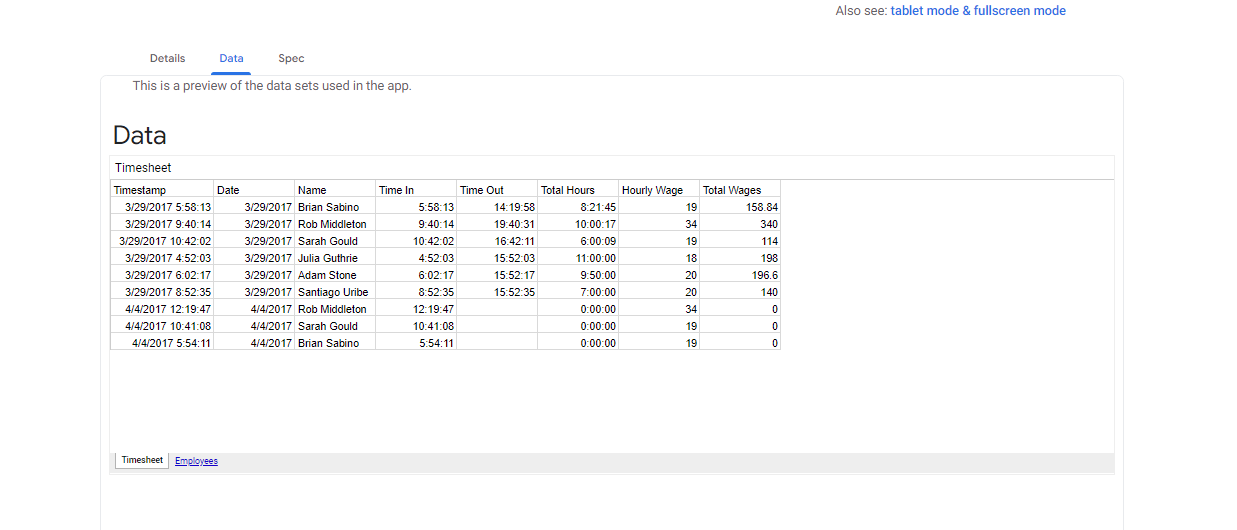 Also see: tablet mode & fullscreen mode
Details Data Spec
This is a preview of the data sets used in the app.
Data
Timesheet
Timestamp Date Name Time In Time Out Total Hours Hourly Wage Total Wages
3/29/2017 5:58:13 3/29/2017 Brian Sabino 5:58:13 14:19:58 8:21:45 19 158.84
3/29/2017 9:40:14 3/29/2017 Rob Middleton 9:40:14 19:40:31 10:00:17 34 340
3/29/2017 10:42:02 3/29/2017 Sarah Gould 10:42:02 16:42:11 6:00:09 19 114
3/29/2017 4:52:03 3/29/2017 Julia Guthrie 4:52:03 15:52:03 11:00:00 18 198
3/29/2017 6:02:17 3/29/2017 Adam Stone 6:02:17 15:52:17 9:50:00 20 196.6
3/29/2017 8:52:35 3/29/2017 Santiago Uribe 8:52:35 15:52:35 7:00:00 20 140
4/4/2017 12:19:47 4/4/2017 Rob Middleton 12:19:47 0:00:00 34 0
4/4/2017 10:41:08 4/4/2017 Sarah Gould 10:41:08 0:00:00 19 0
4/4/2017 5:54:11 4/4/2017 Brian Sabino 5:54:11 0:00:00 19 0
Timesheet Employees